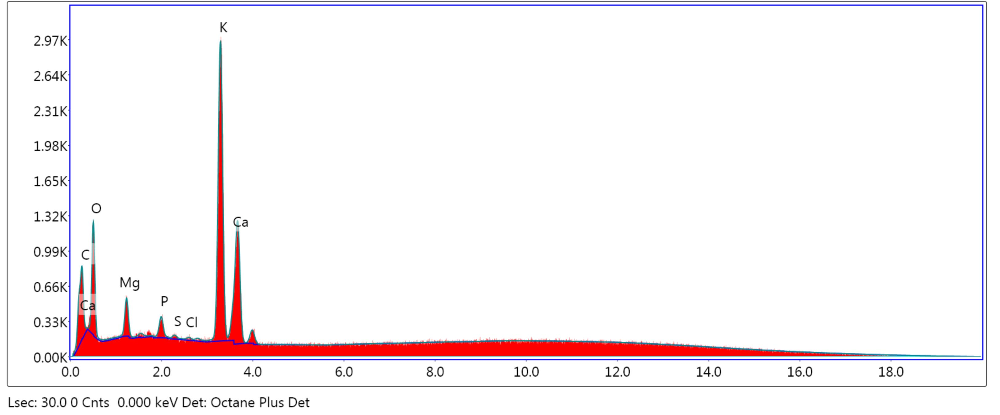 K
2.97K
2.64K
2.31K
1.98K
1.65K
O
1.32K
Ca
C
0.99K
Mg
0.66K
P
Ca
S Cl
0.33K
0.00K
0.0 2.0 4.0 6.0 8.0 10.0 12.0 14.0 16.0 18.0
Lsec: 30.0 0 Cnts 0.000 keV Det: Octane Plus Det